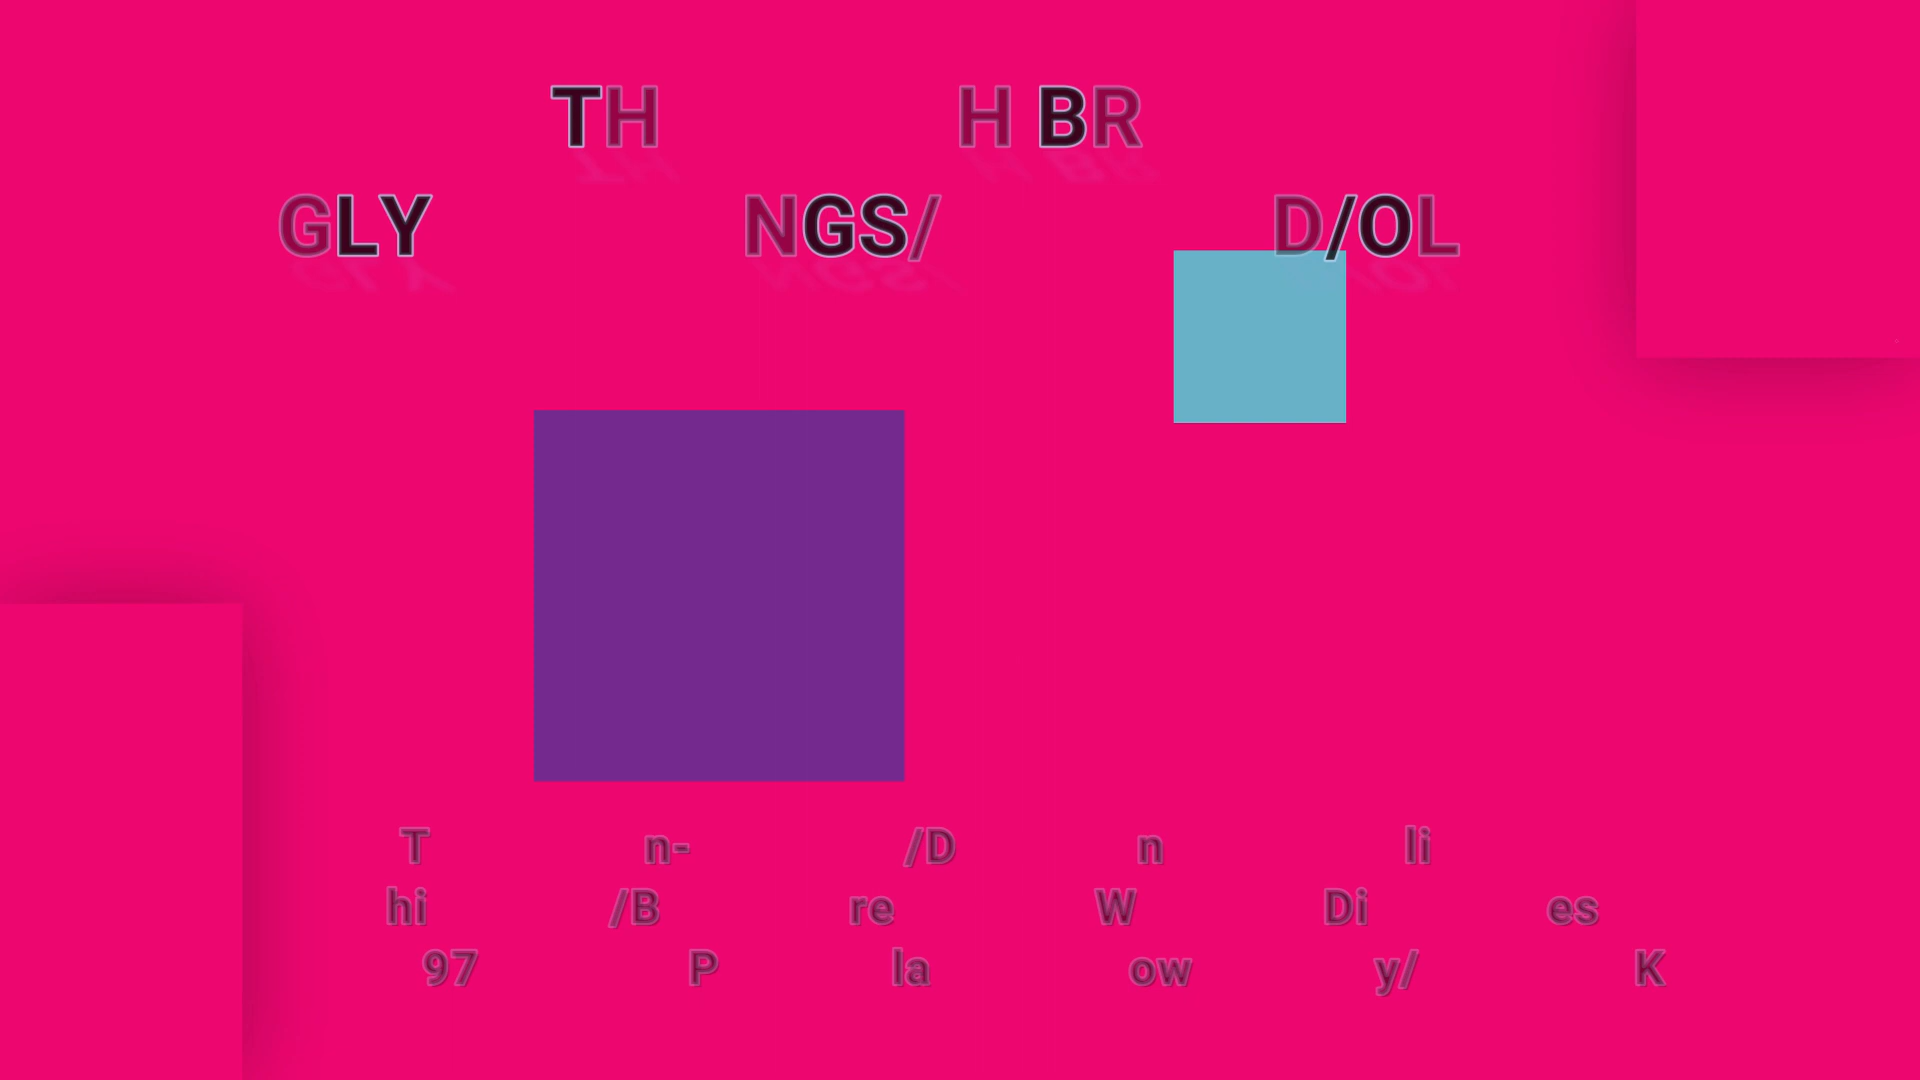 TH H BR
GLY NGS/ D/OL
T n- /D n li
hi /B re W Di es
97 P la ow y/ K